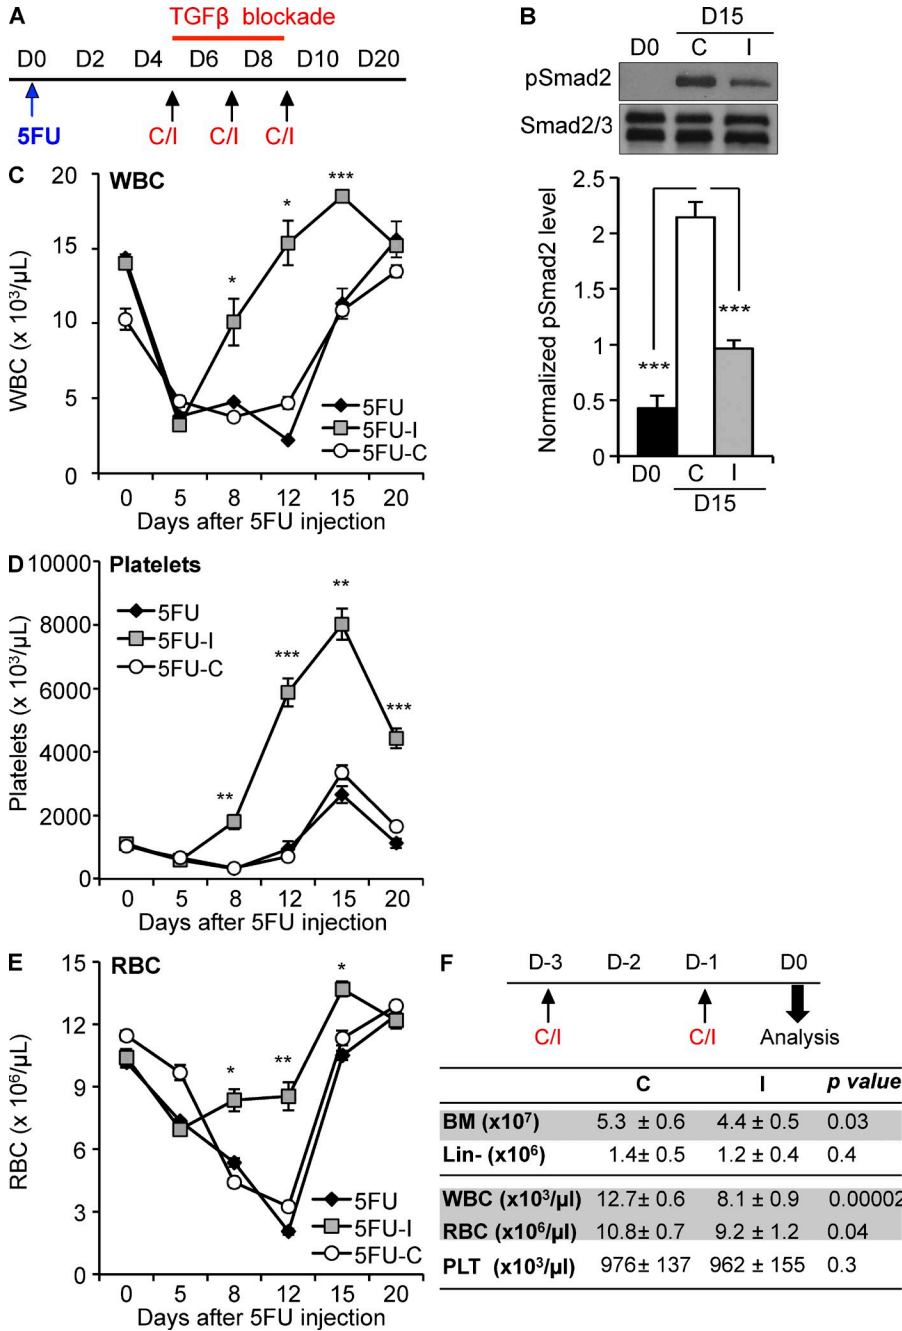 A
TGFβ blockade
D0 D2 D4 D6 D8 D10 D20
5FU C/I C/I C/I
B
D15
D0 C I
pSmad2
Smad2/3
Normalized pSmad2 level
2.5
2
1.5
1
0.5
0
***
***
D0 C I
D15
C
WBC
WBC (x 10³/µL)
20
15
10
5
0
* * ***
5FU
5FU-I
5FU-C
0 5 8 12 15 20
Days after 5FU injection
D
Platelets
Platelets (x 10³/µL)
10000
8000
6000
4000
2000
0
5FU
5FU-I
5FU-C
** *** ** ***
0 5 8 12 15 20
Days after 5FU injection
E
RBC
RBC (x 10⁶/µL)
15
12
9
6
3
0
* ** *
5FU
5FU-I
5FU-C
0 5 8 12 15 20
Days after 5FU injection
F
D-3 D-2 D-1 D0
C/I C/I Analysis
C I p value
BM (x10⁷) 5.3 ± 0.6 4.4 ± 0.5 0.03
Lin- (x10⁶) 1.4± 0.5 1.2 ± 0.4 0.4
WBC (x10³/µl) 12.7± 0.6 8.1 ± 0.9 0.00002
RBC (x10⁶/µl) 10.8± 0.7 9.2 ± 1.2 0.04
PLT (x10³/µl) 976± 137 962 ± 155 0.3